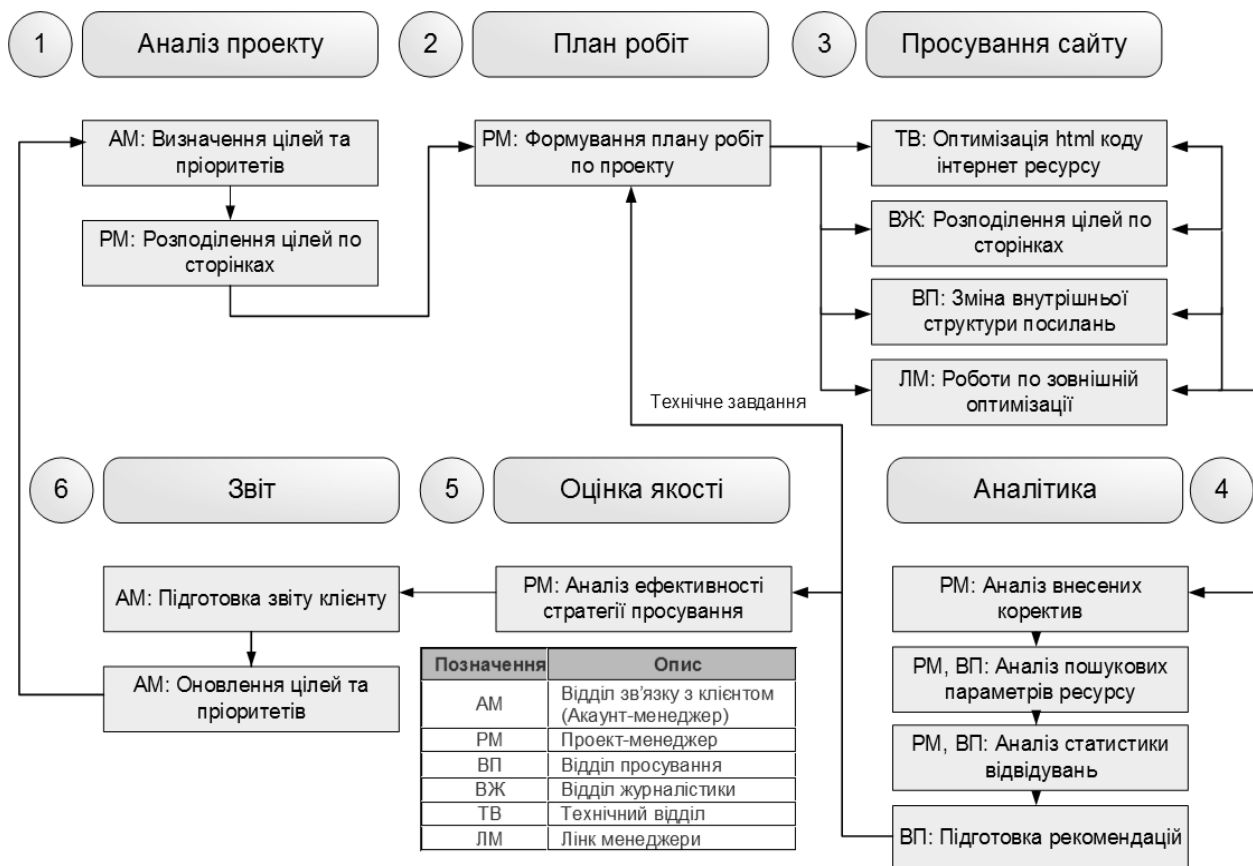 1
Аналіз проекту
2
План робіт
3
Просування сайту
АМ: Визначення цілей та
пріоритетів
РМ: Розподілення цілей по
сторінках
РМ: Формування плану робіт
по проекту
ТВ: Оптимізація html коду
інтернет ресурсу
ВЖ: Розподілення цілей по
сторінках
ВП: Зміна внутрішньої
структури посилань
ЛМ: Роботи по зовнішній
оптимізації
Технічне завдання
6
Звіт
5
Оцінка якості
Аналітика
4
АМ: Підготовка звіту клієнту
АМ: Оновлення цілей та
пріоритетів
РМ: Аналіз ефективності
стратегії просування
РМ: Аналіз внесених
коректив
РМ, ВП: Аналіз пошукових
параметрів ресурсу
РМ, ВП: Аналіз статистики
відвідувань
ВП: Підготовка рекомендацій
Позначення Опис
АМ Відділ зв’язку з клієнтом
(Акаунт-менеджер)
РМ Проект-менеджер
ВП Відділ просування
ВЖ Відділ журналістики
ТВ Технічний відділ
ЛМ Лінк менеджери